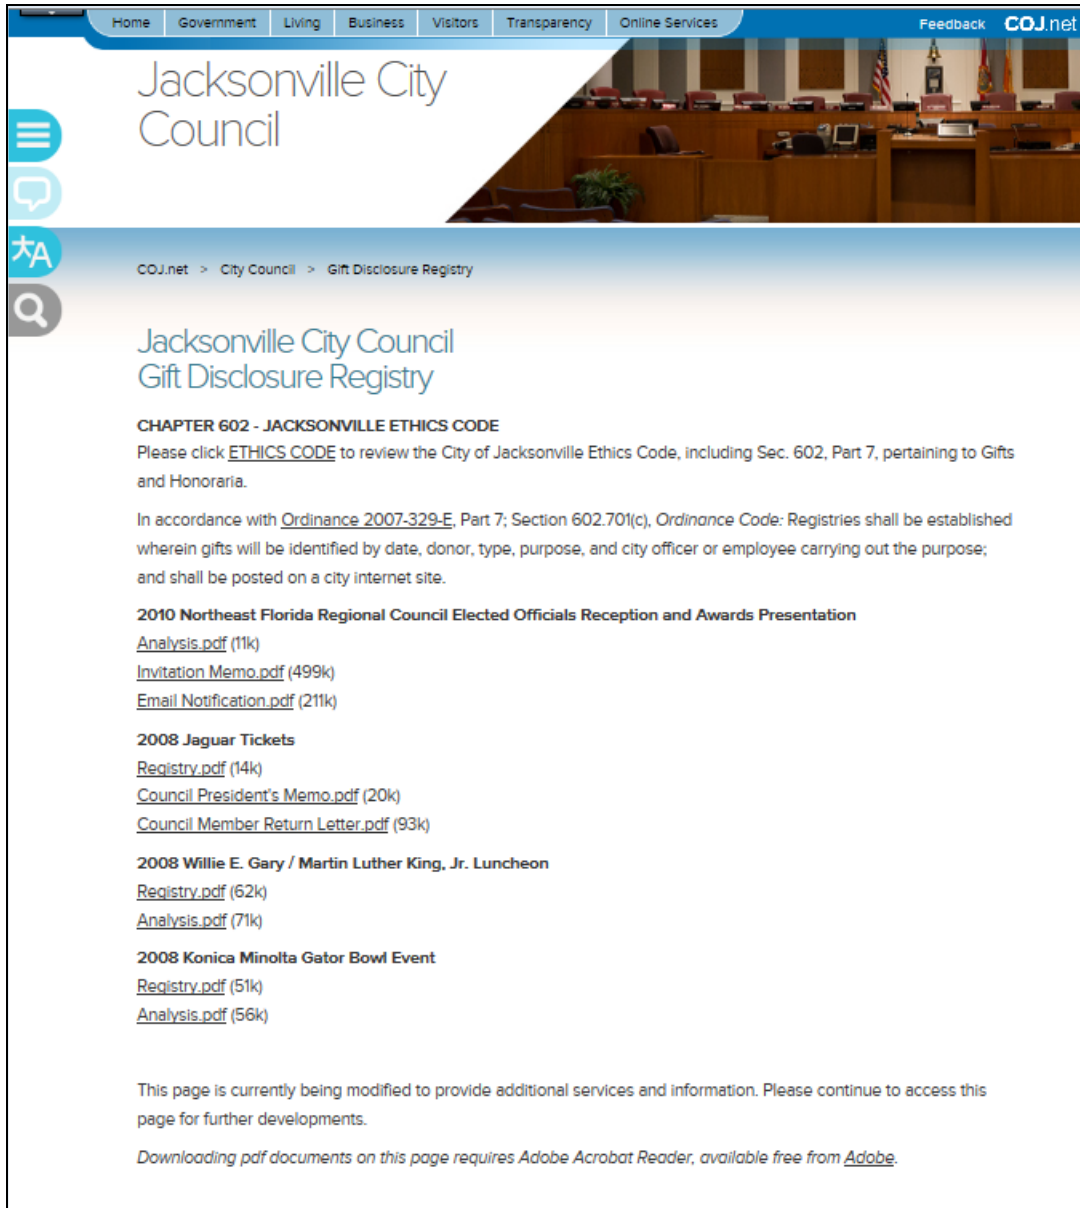 Home Government Living Business Visitors Transparency Online Services Feedback COJ.net
Jacksonville City
Council
大A
COJ.net > City Council > Gift Disclosure Registry
Jacksonville City Council
Gift Disclosure Registry
CHAPTER 602 - JACKSONVILLE ETHICS CODE
Please click ETHICS CODE to review the City of Jacksonville Ethics Code, including Sec. 602, Part 7, pertaining to Gifts
and Honoraria.
In accordance with Ordinance 2007-329-E, Part 7; Section 602.701(c), Ordinance Code: Registries shall be established
wherein gifts will be identified by date, donor, type, purpose, and city officer or employee carrying out the purpose;
and shall be posted on a city internet site.
2010 Northeast Florida Regional Council Elected Officials Reception and Awards Presentation
Analysis.pdf (11k)
Invitation Memo.pdf (499k)
Email Notification.pdf (211k)
2008 Jaguar Tickets
Registry.pdf (14k)
Council President's Memo.pdf (20k)
Council Member Return Letter.pdf (93k)
2008 Willie E. Gary / Martin Luther King, Jr. Luncheon
Registry.pdf (62k)
Analysis.pdf (71k)
2008 Konica Minolta Gator Bowl Event
Registry.pdf (51k)
Analysis.pdf (56k)
This page is currently being modified to provide additional services and information. Please continue to access this
page for further developments.
Downloading pdf documents on this page requires Adobe Acrobat Reader, available free from Adobe.